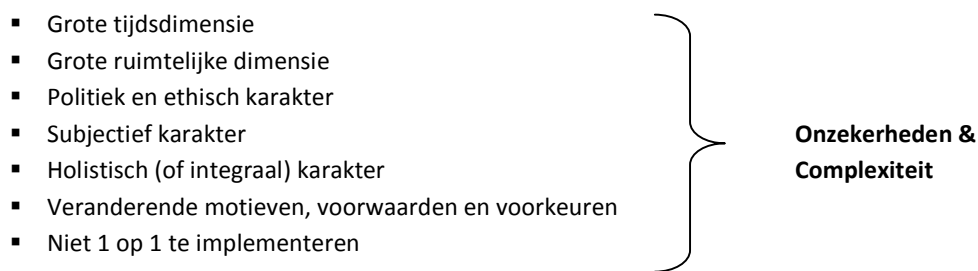 ▪ Grote tijdsdimensie
▪ Grote ruimtelijke dimensie
▪ Politiek en ethisch karakter
▪ Subjectief karakter
▪ Holistisch (of integraal) karakter
▪ Veranderende motieven, voorwaarden en voorkeuren
▪ Niet 1 op 1 te implementeren
Onzekerheden &
Complexiteit